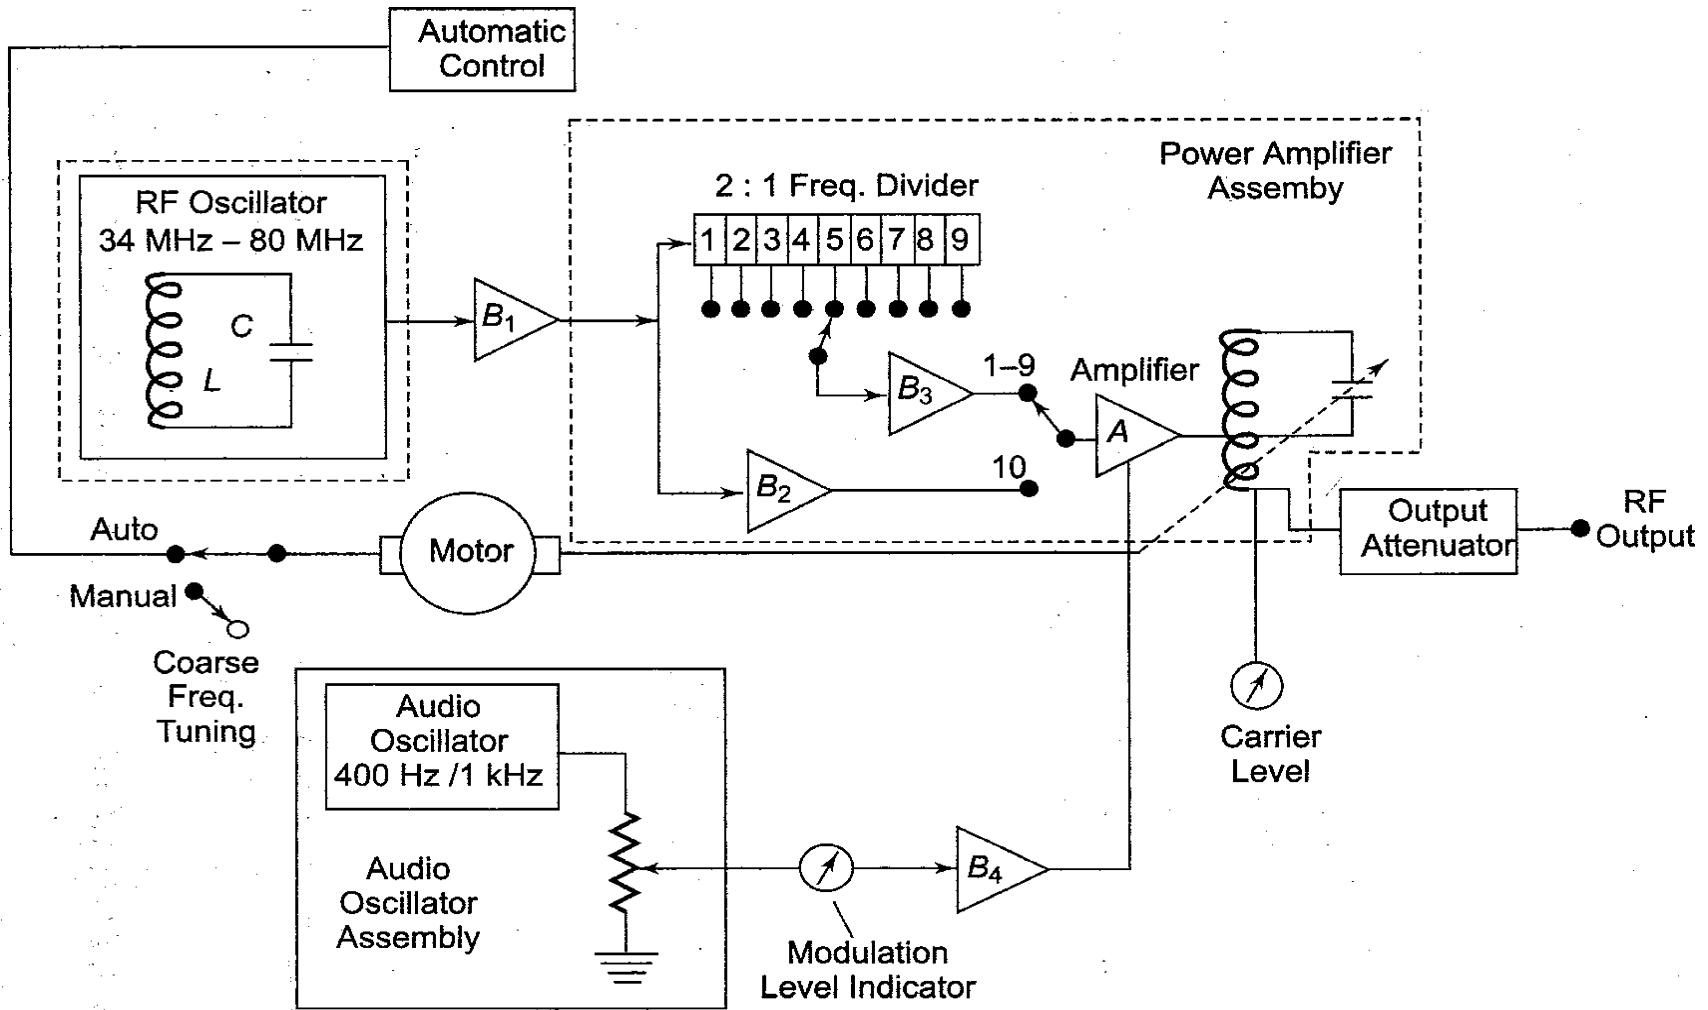 Automatic
Control
Power Amplifier
Assemby
RF Oscillator
34 MHz – 80 MHz
C
L
B1
2 : 1 Freq. Divider
1 2 3 4 5 6 7 8 9
B3
1–9
Amplifier
A
B2
10
Output
Attenuator
RF
Output
Auto
Manual
Motor
Coarse
Freq.
Tuning
Carrier
Level
Audio
Oscillator
400 Hz /1 kHz
Audio
Oscillator
Assembly
B4
Modulation
Level Indicator